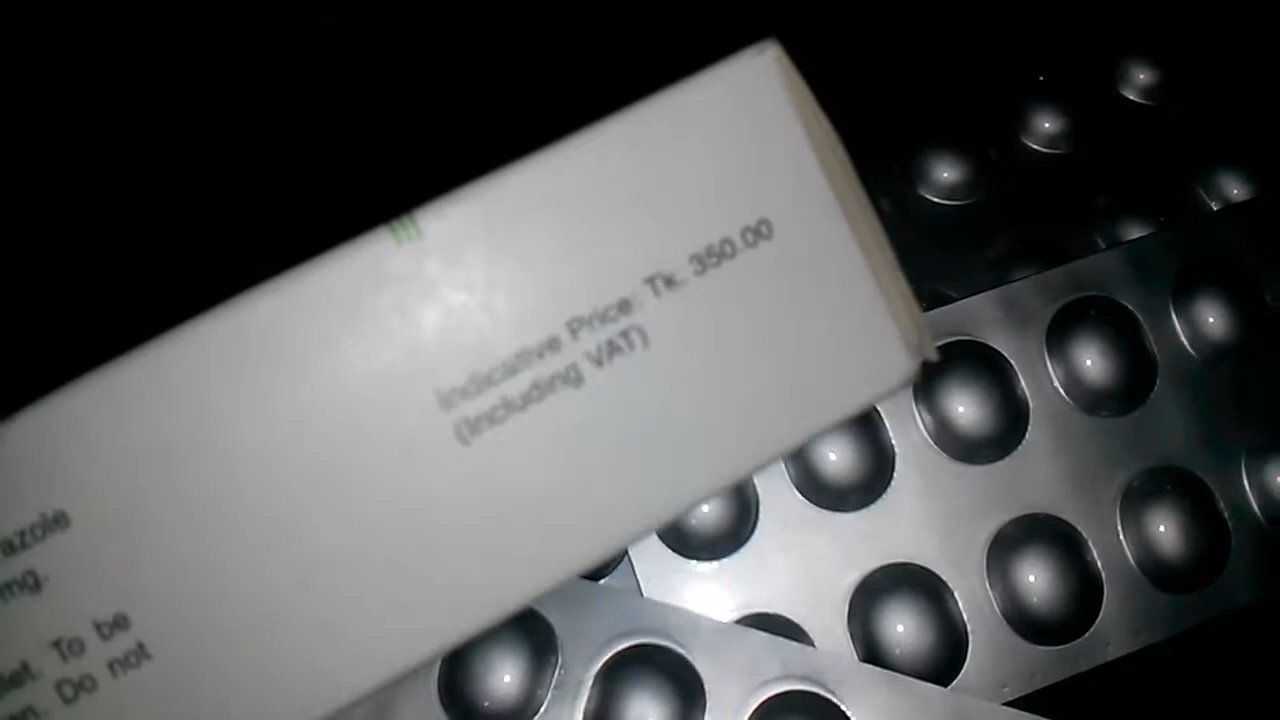 Indicative Price: Tk. 350.00
(Including VAT)
azole
mg.
let. To be
n. Do not